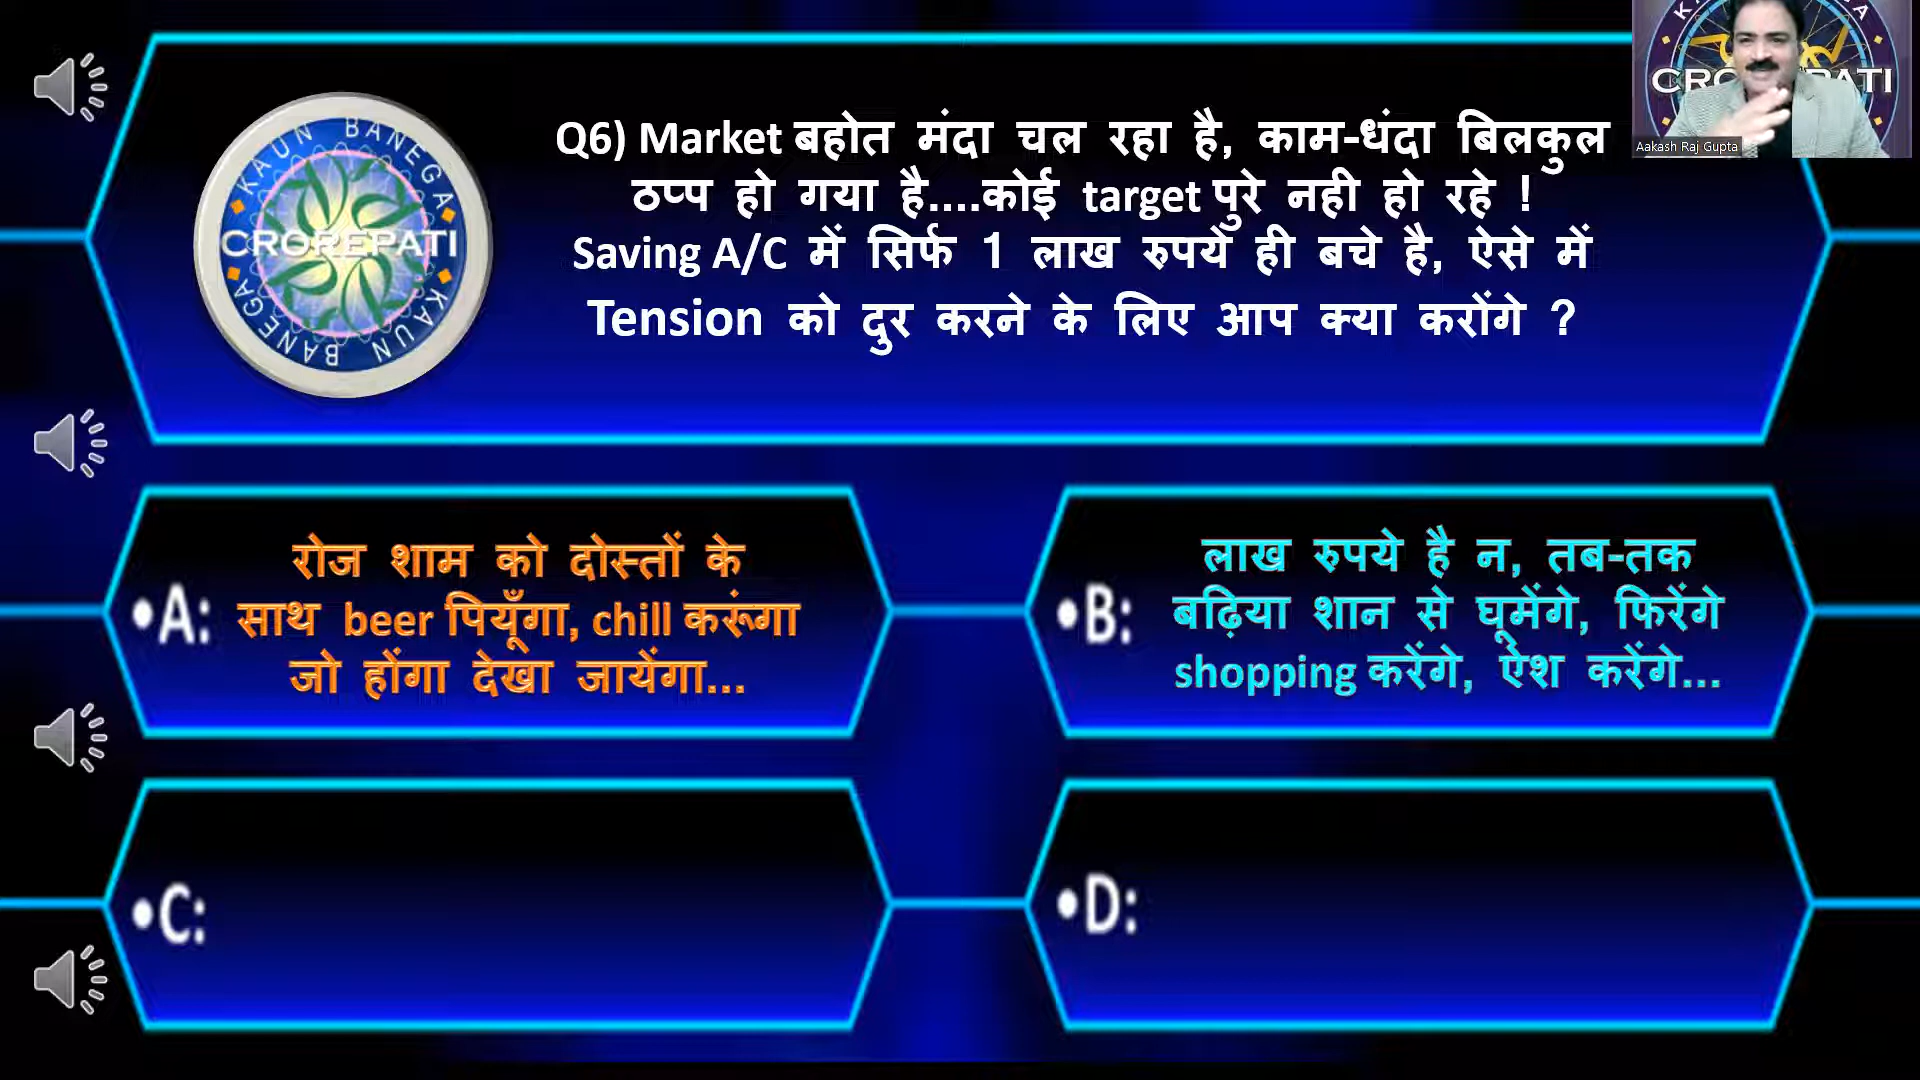 Q6) Market बहोत मंदा चल रहा है, काम-धंदा बिलकुल
ठप्प हो गया है....कोई target पुरे नही हो रहे !
Saving A/C में सिर्फ 1 लाख रुपये ही बचे है, ऐसे में
Tension को दुर करने के लिए आप क्या करोंगे ?
KAUN BANEGA
CROREPATI
KAUN BANEGA
CROREPATI
Aakash Raj Gupta
•A:
रोज शाम को दोस्तों के
साथ beer पियूँगा, chill करूंगा
जो होंगा देखा जायेंगा...
•B:
लाख रुपये है न, तब-तक
बढ़िया शान से घूमेंगे, फिरेंगे
shopping करेंगे, ऐश करेंगे...
•C:
•D: